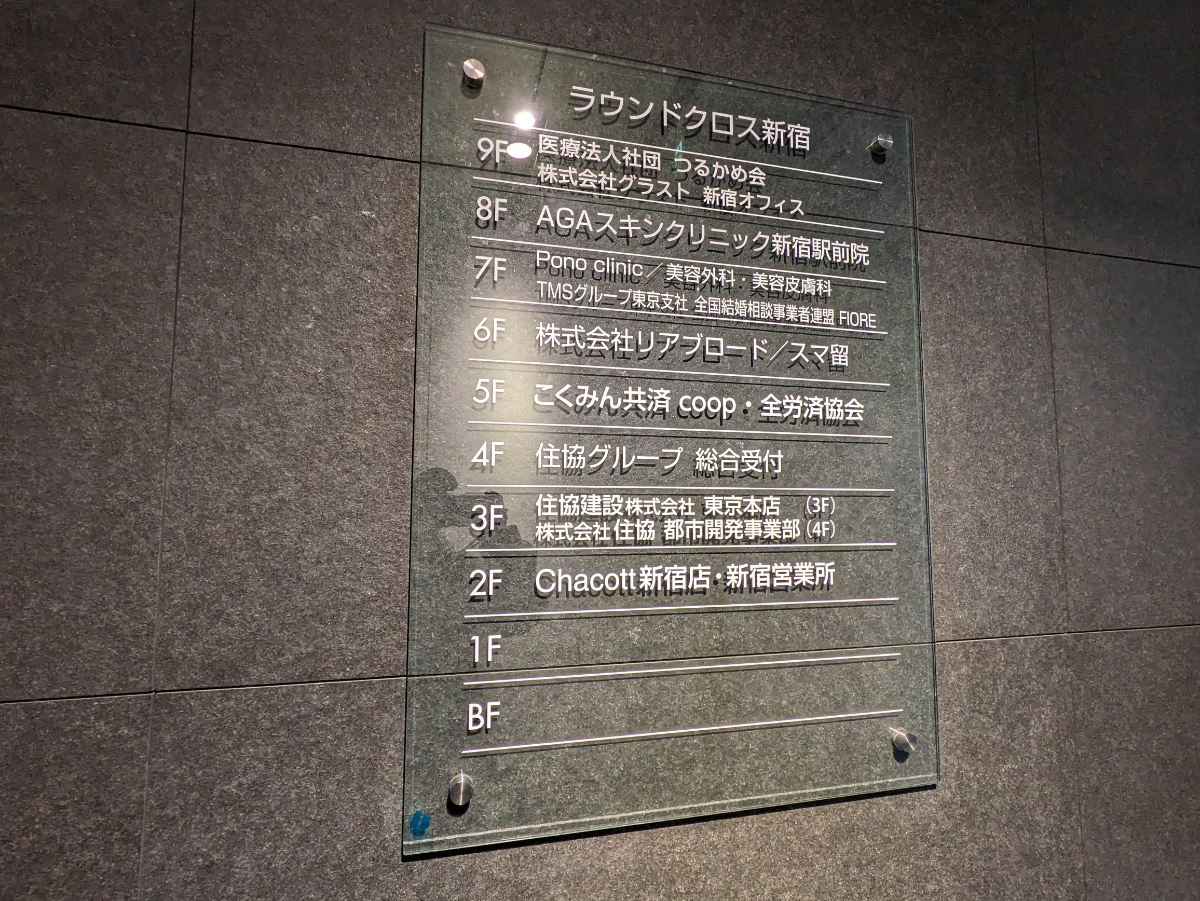 ラウンドクロス新宿
9F 医療法人社団 つるかめ会
株式会社グラスト 新宿オフィス
8F AGAスキンクリニック新宿駅前院
7F Pono clinic／美容外科・美容皮膚科
TMSグループ東京支社 全国結婚相談事業者連盟 FIORE
6F 株式会社リアブロード／スマ留
5F こくみん共済 coop・全労済協会
4F 住協グループ 総合受付
3F 住協建設株式会社 東京本店 (3F)
株式会社住協 都市開発事業部 (4F)
2F Chacott新宿店・新宿営業所
1F
BF